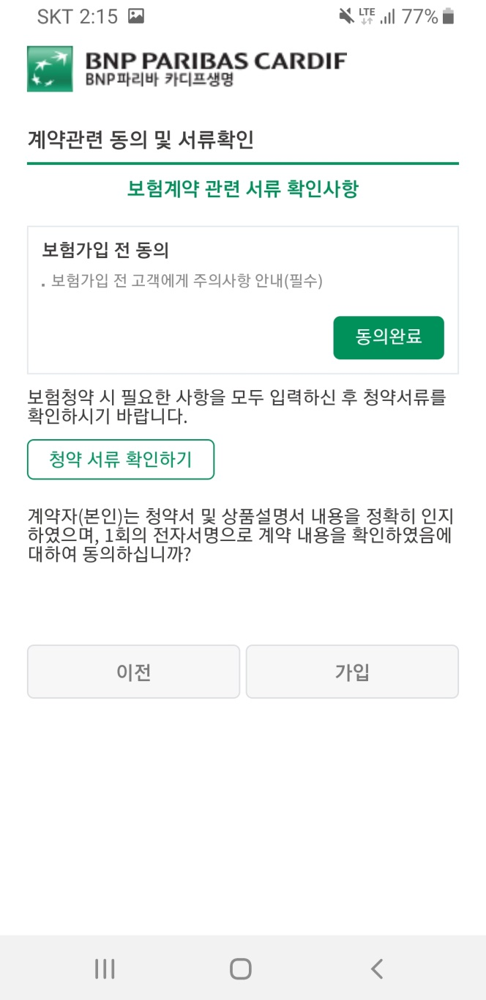 SKT 2:15
LTE 77%
BNP PARIBAS CARDIF
BNP파리바 카디프생명
계약관련 동의 및 서류확인
보험계약 관련 서류 확인사항
보험가입 전 동의
. 보험가입 전 고객에게 주의사항 안내(필수)
동의완료
보험청약 시 필요한 사항을 모두 입력하신 후 청약서류를
확인하시기 바랍니다.
청약 서류 확인하기
계약자(본인)는 청약서 및 상품설명서 내용을 정확히 인지
하였으며, 1회의 전자서명으로 계약 내용을 확인하였음에
대하여 동의하십니까?
이전
가입